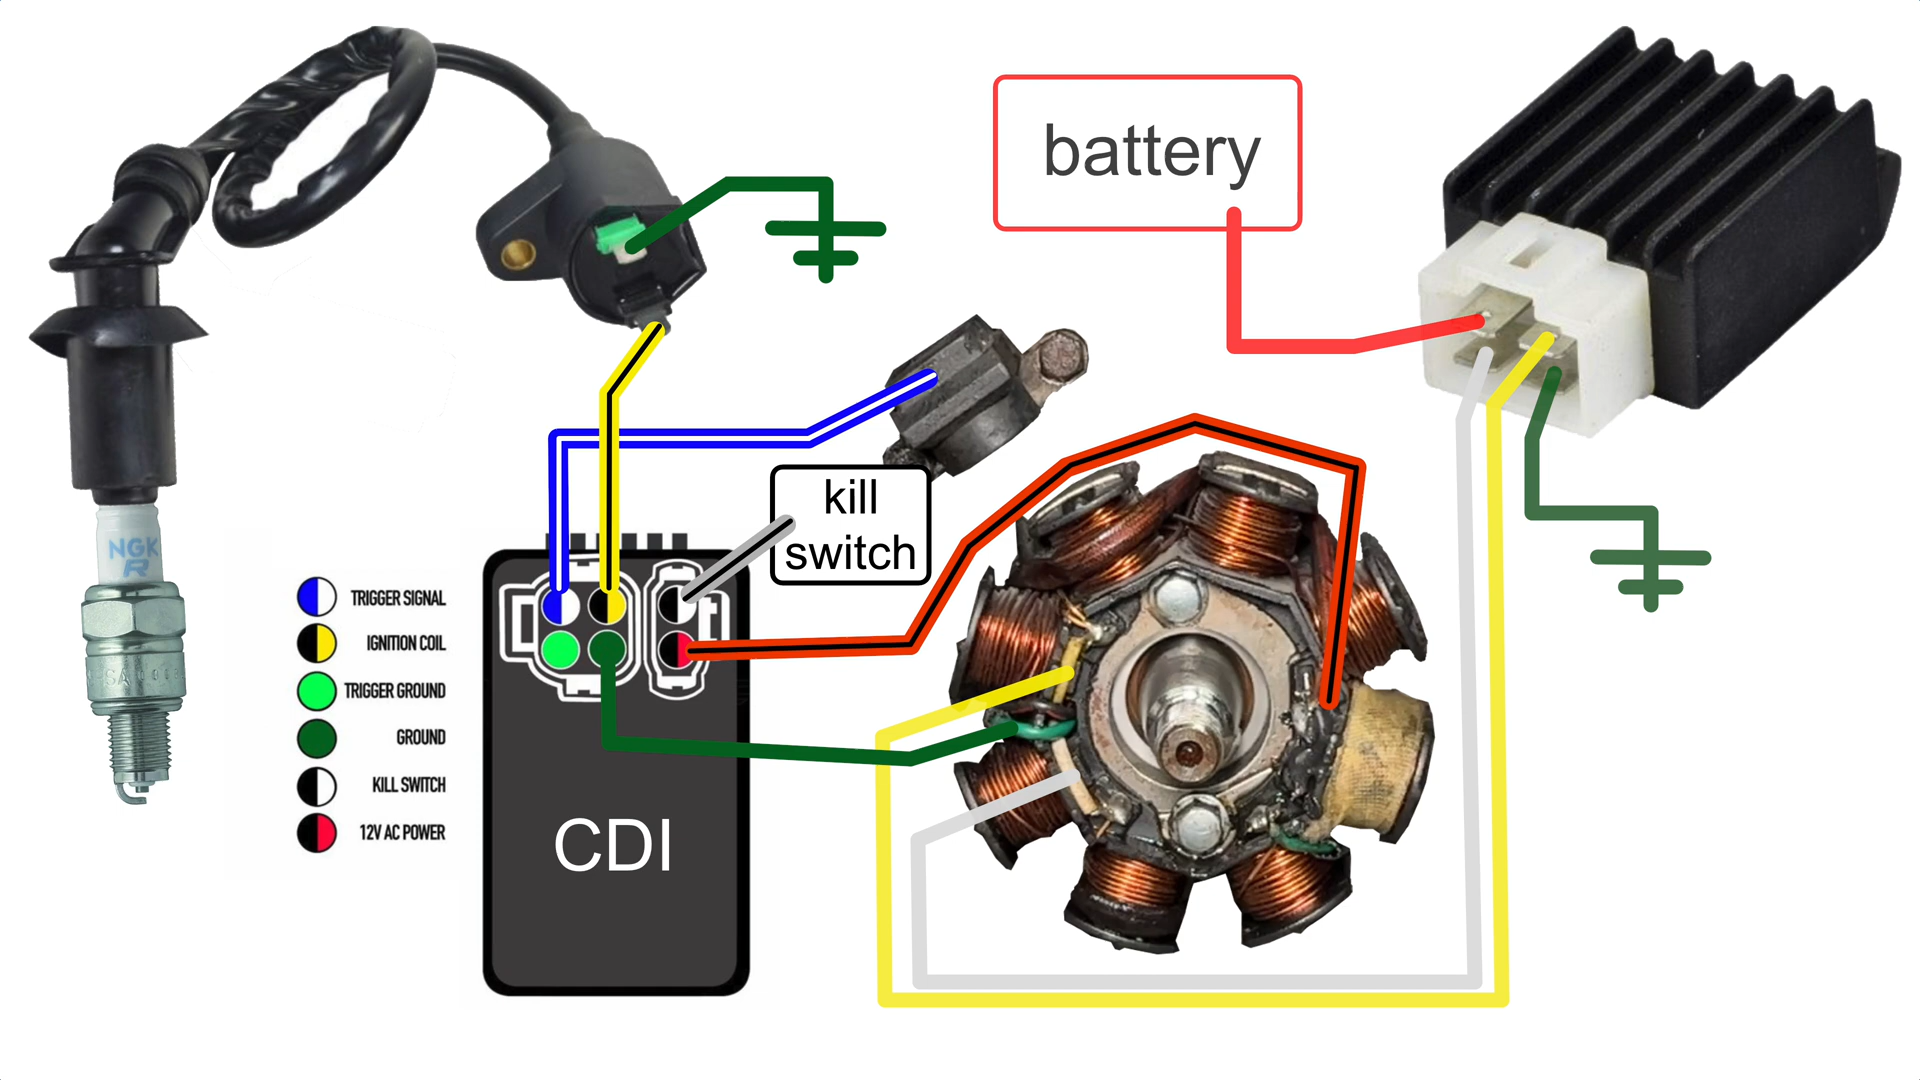 battery
kill
switch
NGK
R
TRIGGER SIGNAL
IGNITION COIL
TRIGGER GROUND
GROUND
KILL SWITCH
12V AC POWER
CDI